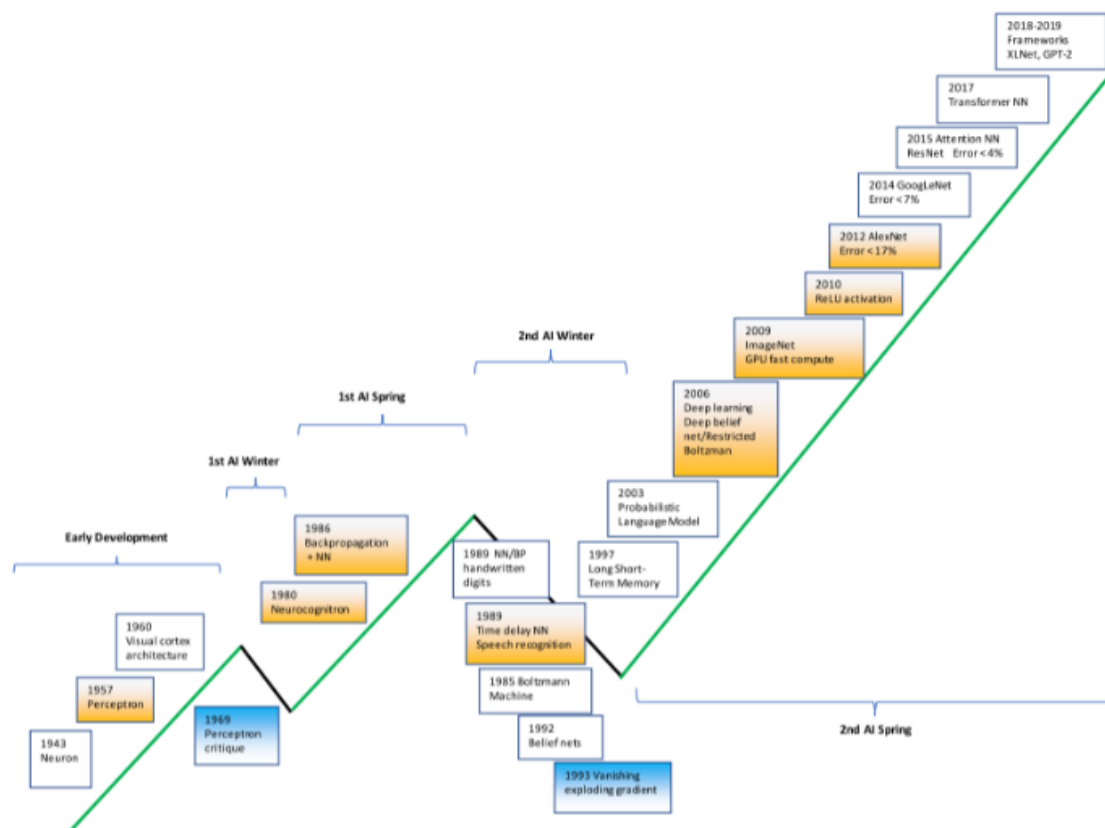 2018-2019
Frameworks
XLNet, GPT-2
2017
Transformer NN
2015 Attention NN
ResNet Error < 4%
2014 GoogLeNet
Error < 7%
2012 AlexNet
Error < 17%
2010
ReLU activation
2009
ImageNet
GPU fast compute
2006
Deep learning
Deep belief
net/Restricted
Boltzman
2003
Probabilistic
Language Model
1997
Long Short-
Term Memory
2nd AI Winter
1st AI Spring
1st AI Winter
Early Development
1986
Backpropagation
+ NN
1980
Neurocognitron
1989 NN/BP
handwritten
digits
1989
Time delay NN
Speech recognition
1985 Boltzmann
Machine
1992
Belief nets
1993 Vanishing
exploding gradient
1960
Visual cortex
architecture
1957
Perceptron
1943
Neuron
1969
Perceptron
critique
2nd AI Spring